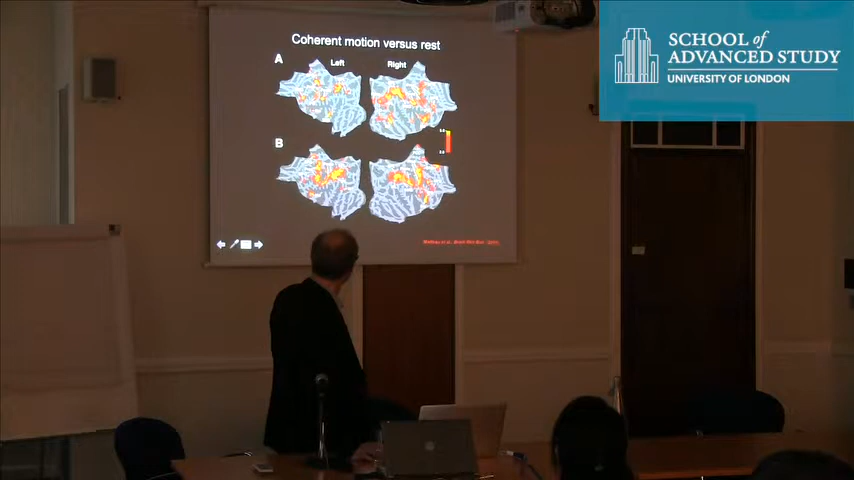 Coherent motion versus rest
A
Left
Right
B
SCHOOL of
ADVANCED STUDY
UNIVERSITY OF LONDON